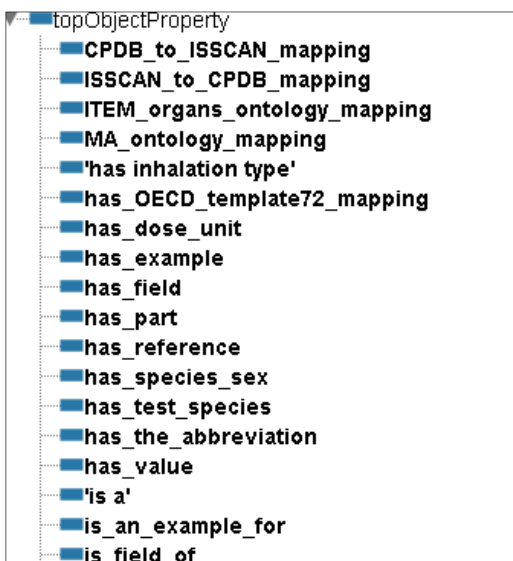 topObjectProperty
CPDB_to_ISSCAN_mapping
ISSCAN_to_CPDB_mapping
ITEM_organs_ontology_mapping
MA_ontology_mapping
'has inhalation type'
has_OECD_template72_mapping
has_dose_unit
has_example
has_field
has_part
has_reference
has_species_sex
has_test_species
has_the_abbreviation
has_value
'is a'
is_an_example_for
is_field_of